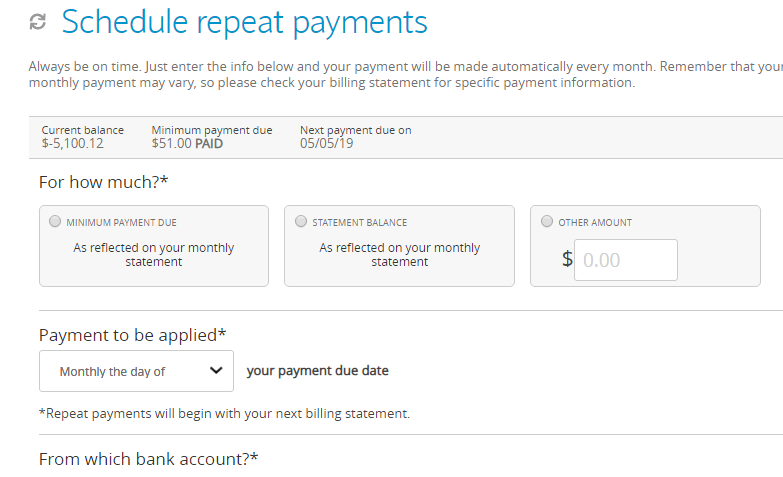 Schedule repeat payments
Always be on time. Just enter the info below and your payment will be made automatically every month. Remember that your
monthly payment may vary, so please check your billing statement for specific payment information.
Current balance Minimum payment due Next payment due on
$-5,100.12 $51.00 PAID 05/05/19
For how much?*
MINIMUM PAYMENT DUE STATEMENT BALANCE OTHER AMOUNT
As reflected on your monthly As reflected on your monthly
statement statement
$ 0.00
Payment to be applied*
Monthly the day of your payment due date
*Repeat payments will begin with your next billing statement.
From which bank account?*